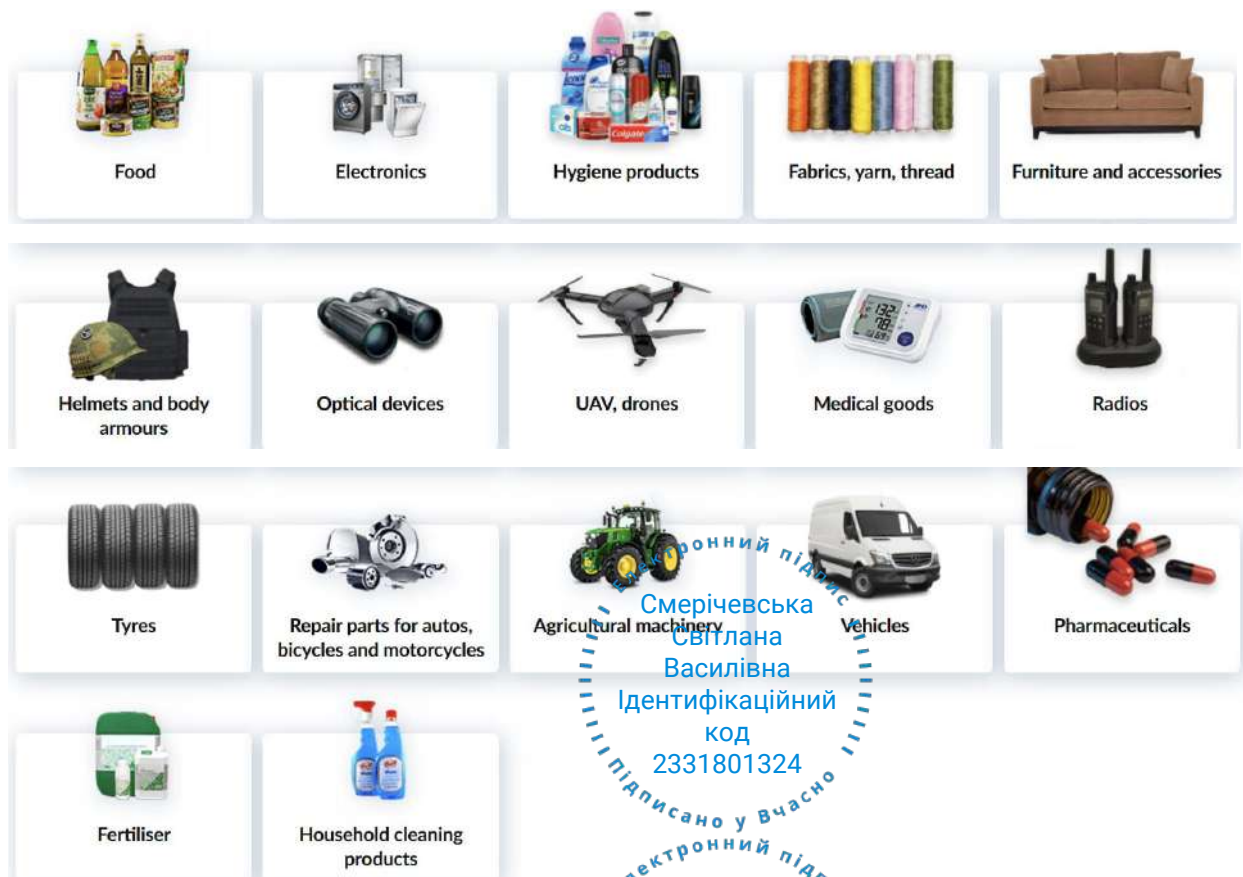 Food
Electronics
Hygiene products
Fabrics, yarn, thread
Furniture and accessories
Colgate
Helmets and body
armours
Optical devices
UAV, drones
Medical goods
Radios
Tyres
Repair parts for autos,
bicycles and motorcycles
Agricultural machinery
Vehicles
Pharmaceuticals
Електронний підпис
Смерічевська
Світлана
Василівна
Ідентифікаційний
код
2331801324
Підписано у Вчасно
Fertiliser
Household cleaning
products